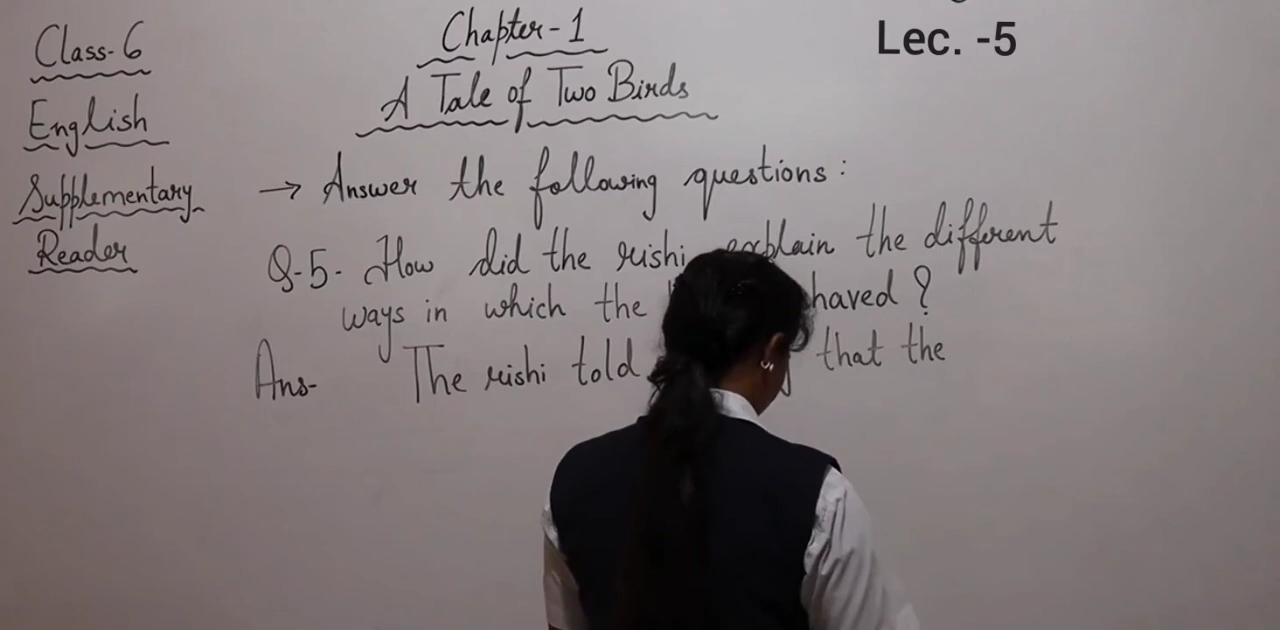 Class-6
English
Supplementary
Reader
Chapter-1
A Tale of Two Birds
Lec. -5
→ Answer the following questions:
Q-5- How did the rishi explain the different
ways in which the haved ?
Ans- The rishi told that the